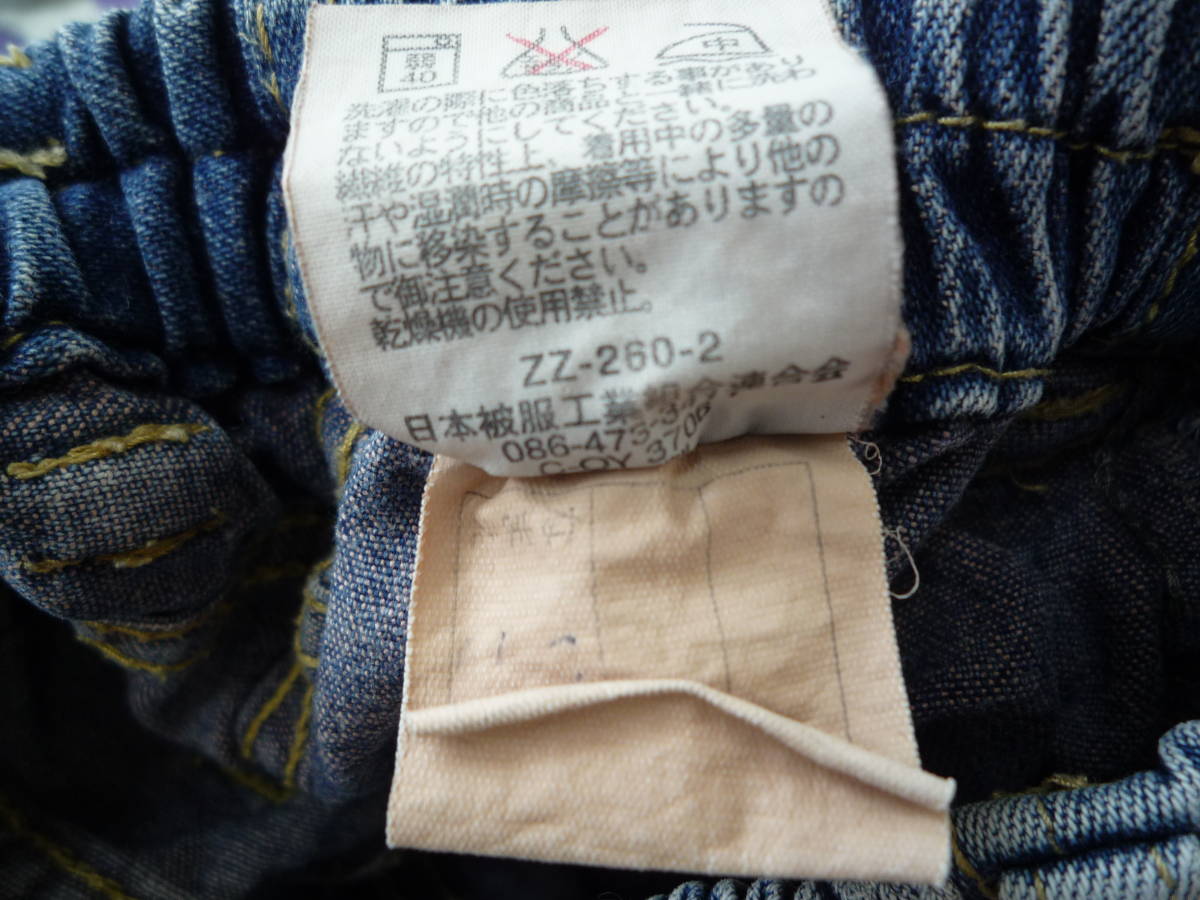 弱
40
中
洗濯の際に色落ちする事があり
ますので他の商品と一緒に洗わ
ないようにしてください。
繊維の特性上、着用中の多量の
汗や湿潤時の摩擦等により他の
物に移染することがありますの
で御注意ください。
乾燥機の使用禁止。
ZZ-260-2
日本被服工業組合連合会
086-473-3